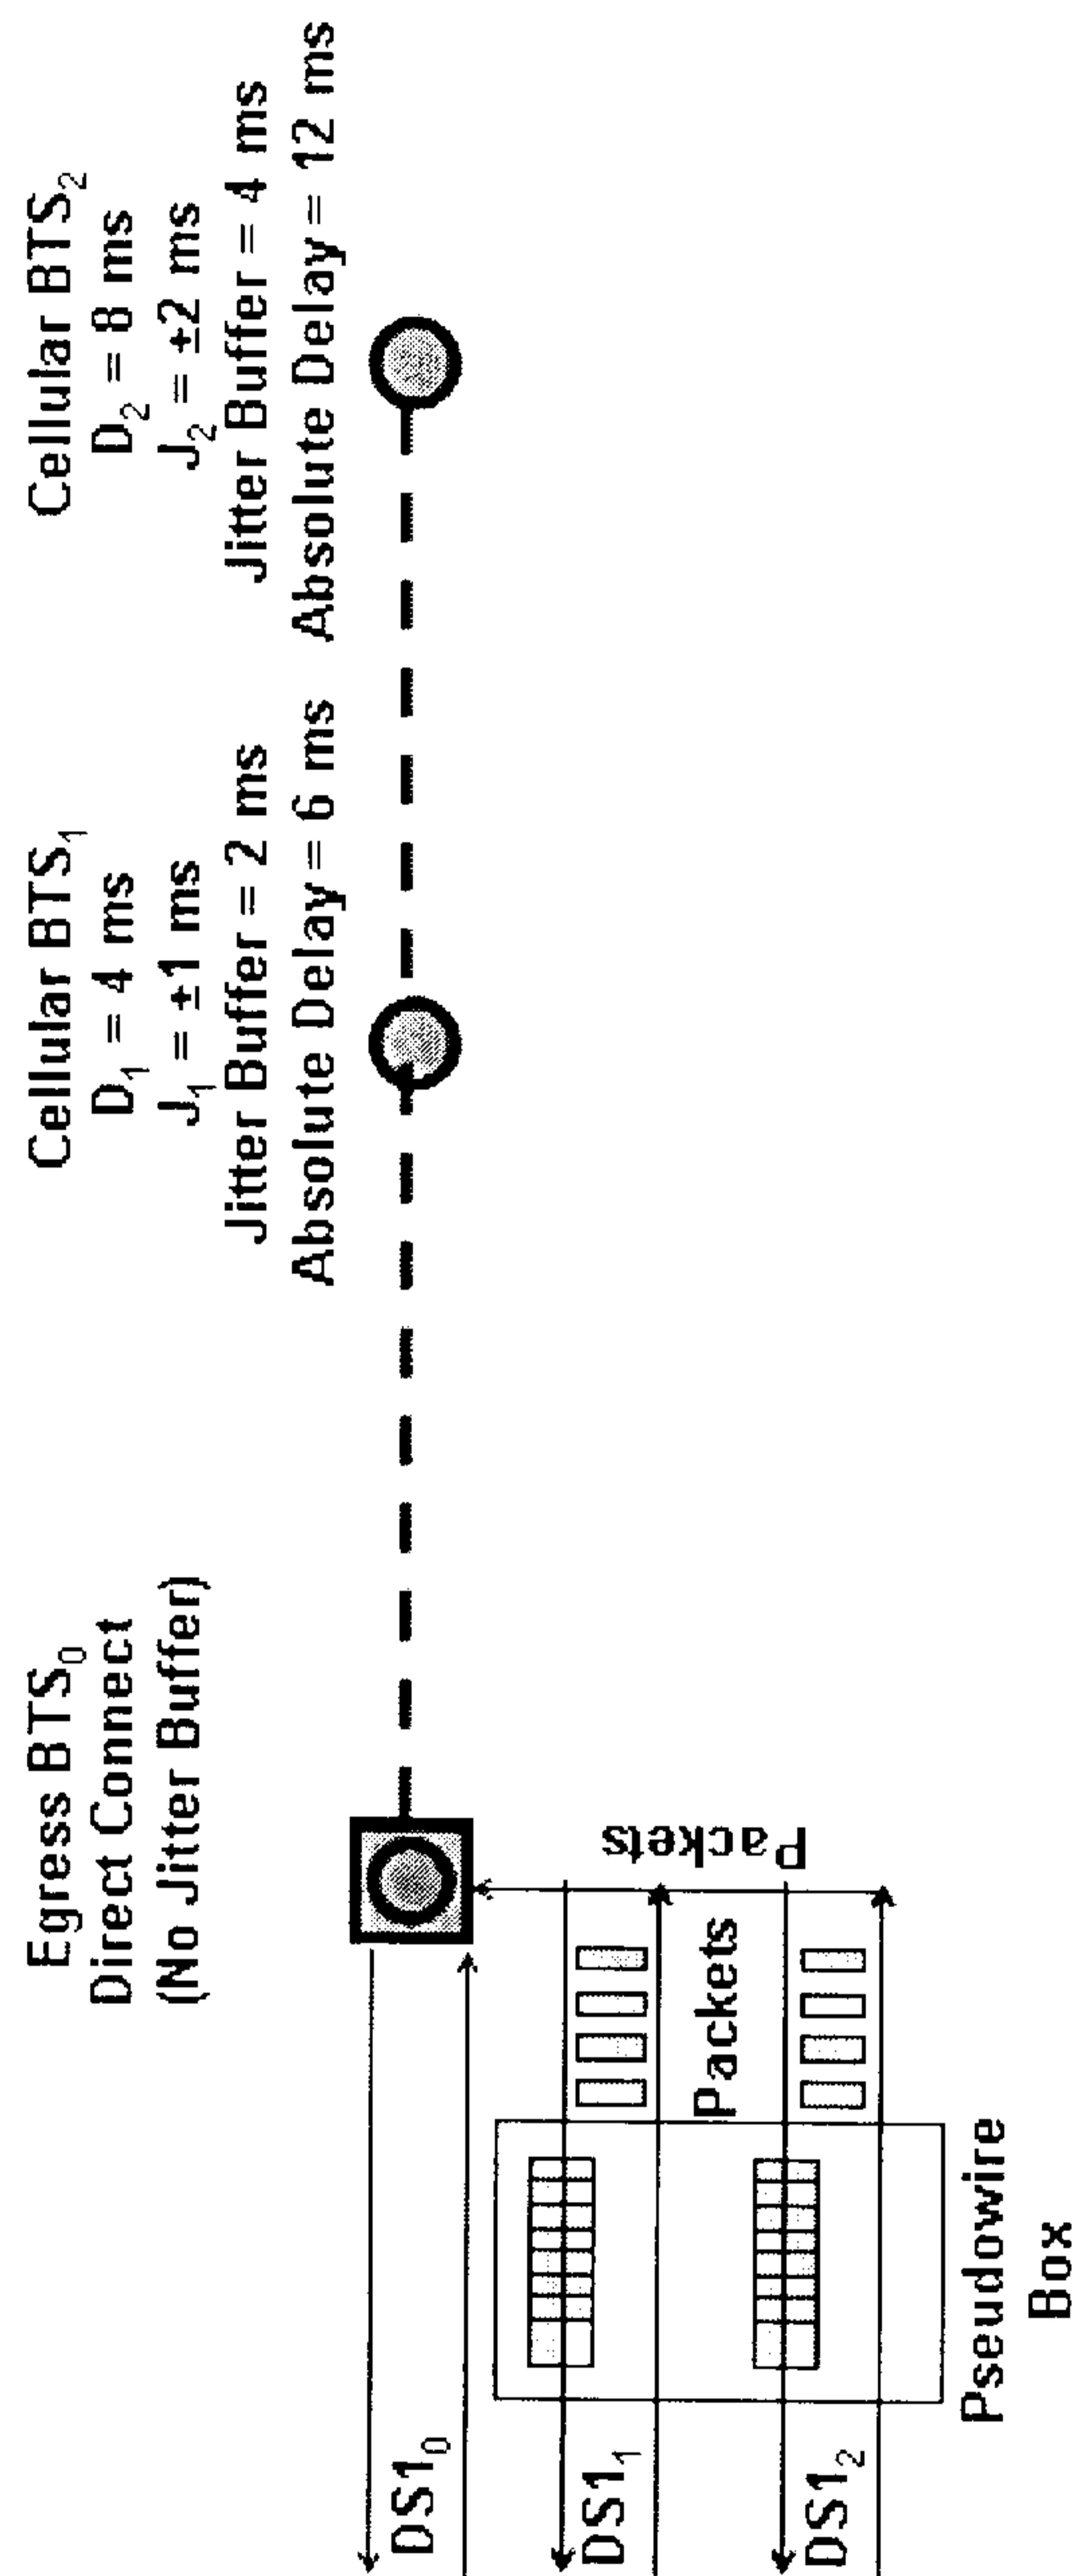 Egress BTS₀
Direct Connect
(No Jitter Buffer)
Cellular BTS₁
D₁ = 4 ms
J₁ = ±1 ms
Jitter Buffer = 2 ms
Absolute Delay = 6 ms
Cellular BTS₂
D₂ = 8 ms
J₂ = ±2 ms
Jitter Buffer = 4 ms
Absolute Delay = 12 ms
DS1₀
DS1₁
DS1₂
Packets
Packets
Pseudowire
Box